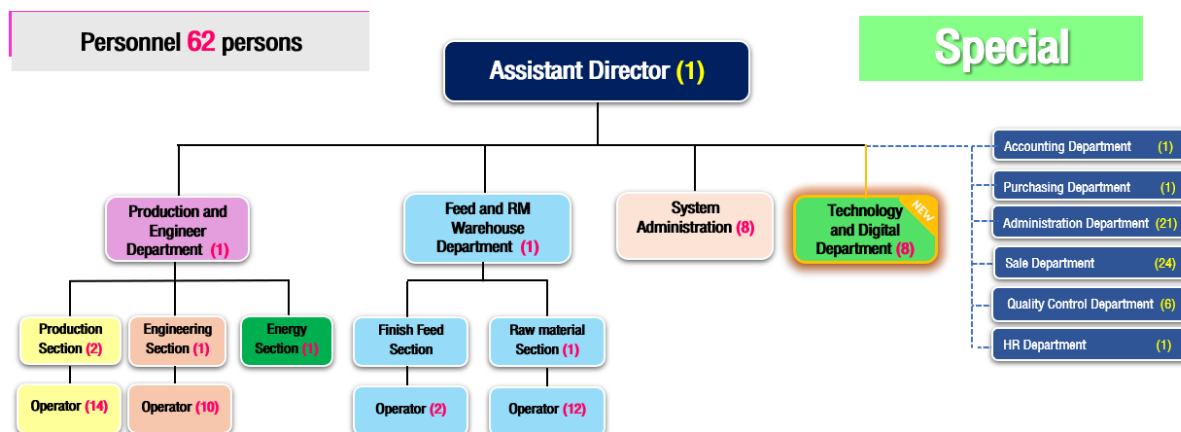 Personnel 62 persons
Special
Assistant Director (1)
Accounting Department (1)
Purchasing Department (1)
Administration Department (21)
Sale Department (24)
Quality Control Department (6)
HR Department (1)
Production and
Engineer
Department (1)
Feed and RM
Warehouse
Department (1)
System
Administration (8)
NEW
Technology
and Digital
Department (8)
Production
Section (2)
Engineering
Section (1)
Energy
Section (1)
Finish Feed
Section
Raw material
Section (1)
Operator (14)
Operator (10)
Operator (2)
Operator (12)